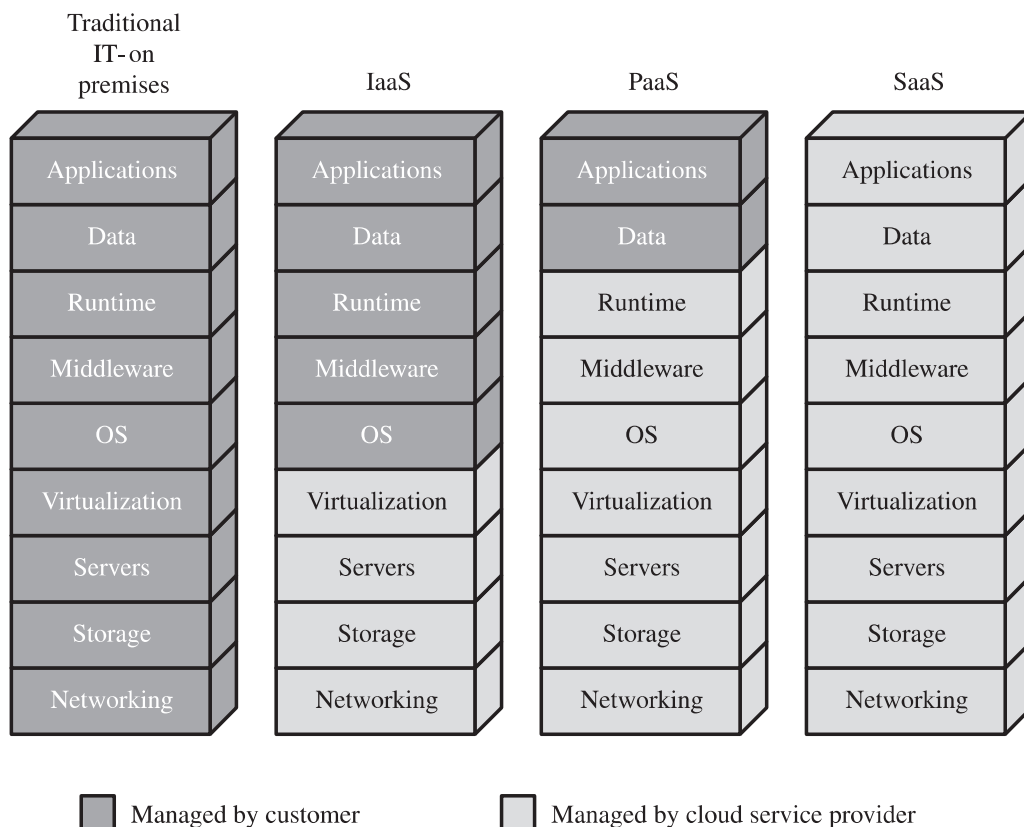 Traditional
IT-on
premises
IaaS
PaaS
SaaS
Applications
Data
Runtime
Middleware
OS
Virtualization
Servers
Storage
Networking
Applications
Data
Runtime
Middleware
OS
Virtualization
Servers
Storage
Networking
Applications
Data
Runtime
Middleware
OS
Virtualization
Servers
Storage
Networking
Applications
Data
Runtime
Middleware
OS
Virtualization
Servers
Storage
Networking
Managed by customer
Managed by cloud service provider